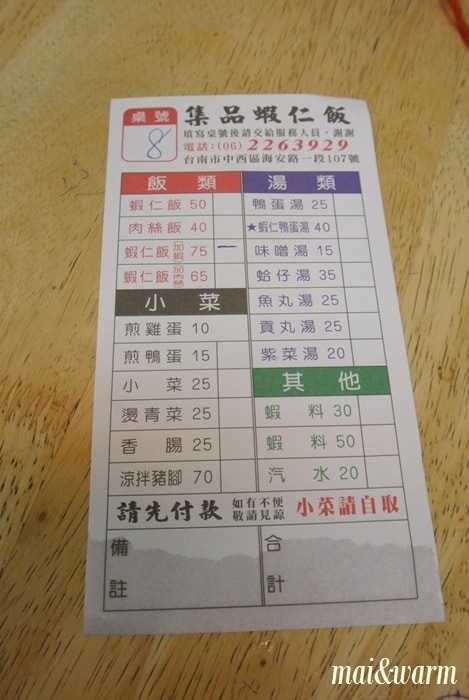 桌號 集品蝦仁飯
8 填寫桌號後請交給服務人員，謝謝
電話：(06) 2263929
台南市中西區海安路一段107號
飯類 湯類
蝦仁飯 50 鴨蛋湯 25
肉絲飯 40 ★蝦仁鴨蛋湯 40
蝦仁飯(加蝦) 75 一 味噌湯 15
蝦仁飯(加肉絲) 65 蛤仔湯 35
小菜 魚丸湯 25
煎雞蛋 10 貢丸湯 25
煎鴨蛋 15 紫菜湯 20
小菜 25 其他
燙青菜 25 蝦料 30
香腸 25 蝦料 50
涼拌豬腳 70 汽水 20
請先付款 如有不便敬請見諒 小菜請自取
備註 合計
mai&warm